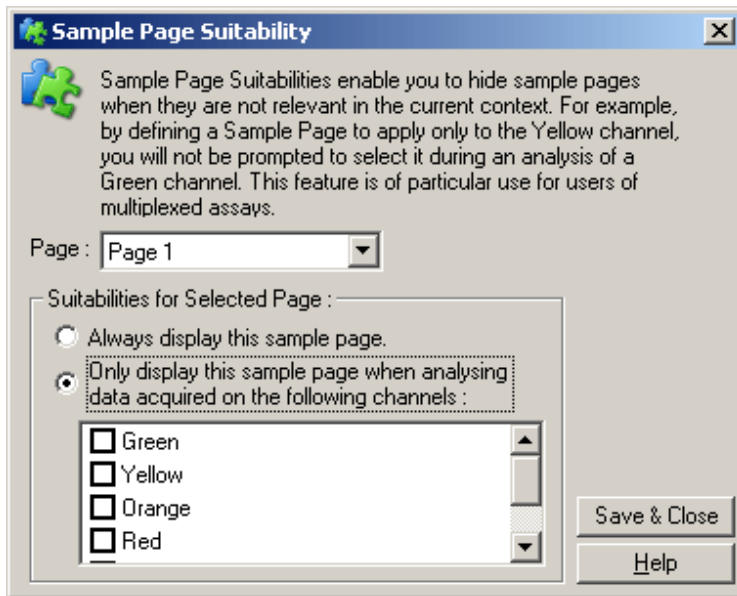 Sample Page Suitability
Sample Page Suitabilities enable you to hide sample pages
when they are not relevant in the current context. For example,
by defining a Sample Page to apply only to the Yellow channel,
you will not be prompted to select it during an analysis of a
Green channel. This feature is of particular use for users of
multiplexed assays.
Page : Page 1
Suitabilities for Selected Page :
Always display this sample page.
Only display this sample page when analysing
data acquired on the following channels :
Green
Yellow
Orange
Red
Save & Close
Help